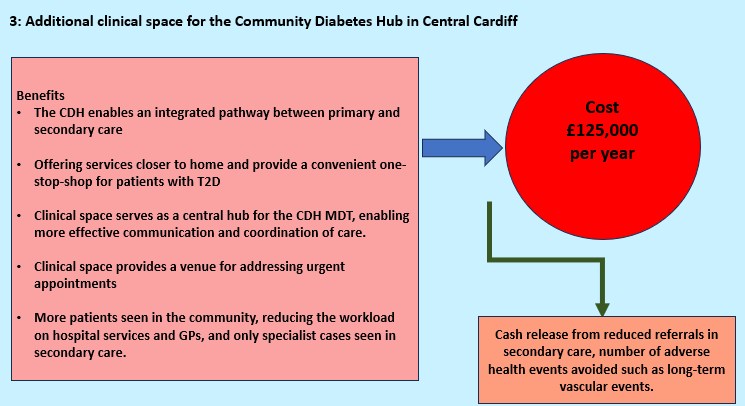 3: Additional clinical space for the Community Diabetes Hub in Central Cardiff
Benefits
• The CDH enables an integrated pathway between primary and
secondary care
• Offering services closer to home and provide a convenient one-
stop-shop for patients with T2D
• Clinical space serves as a central hub for the CDH MDT, enabling
more effective communication and coordination of care.
• Clinical space provides a venue for addressing urgent
appointments
• More patients seen in the community, reducing the workload
on hospital services and GPs, and only specialist cases seen in
secondary care.
Cost
£125,000
per year
Cash release from reduced referrals in
secondary care, number of adverse
health events avoided such as long-term
vascular events.